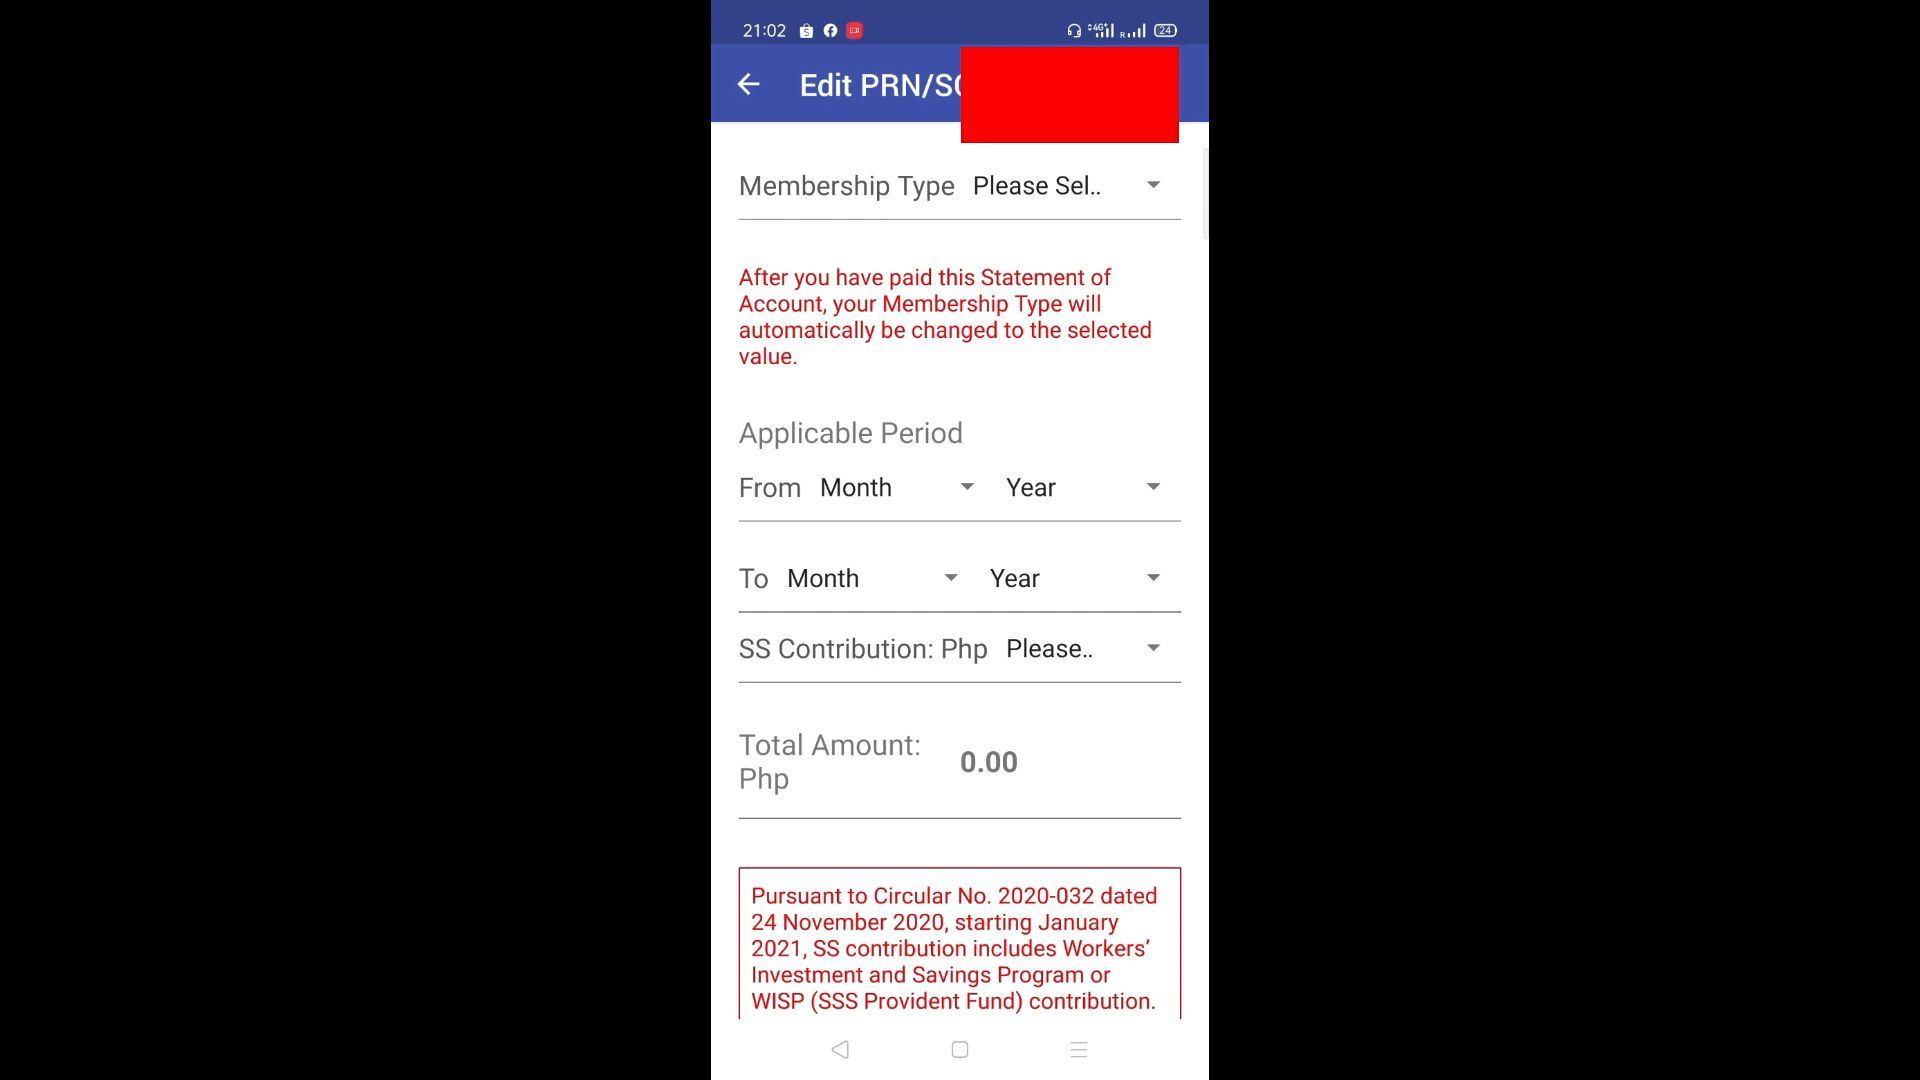 21:02 4G+ R 24
Edit PRN/SO
Membership Type Please Sel..
After you have paid this Statement of
Account, your Membership Type will
automatically be changed to the selected
value.
Applicable Period
From Month Year
To Month Year
SS Contribution: Php Please..
Total Amount:
Php
0.00
Pursuant to Circular No. 2020-032 dated
24 November 2020, starting January
2021, SS contribution includes Workers’
Investment and Savings Program or
WISP (SSS Provident Fund) contribution.